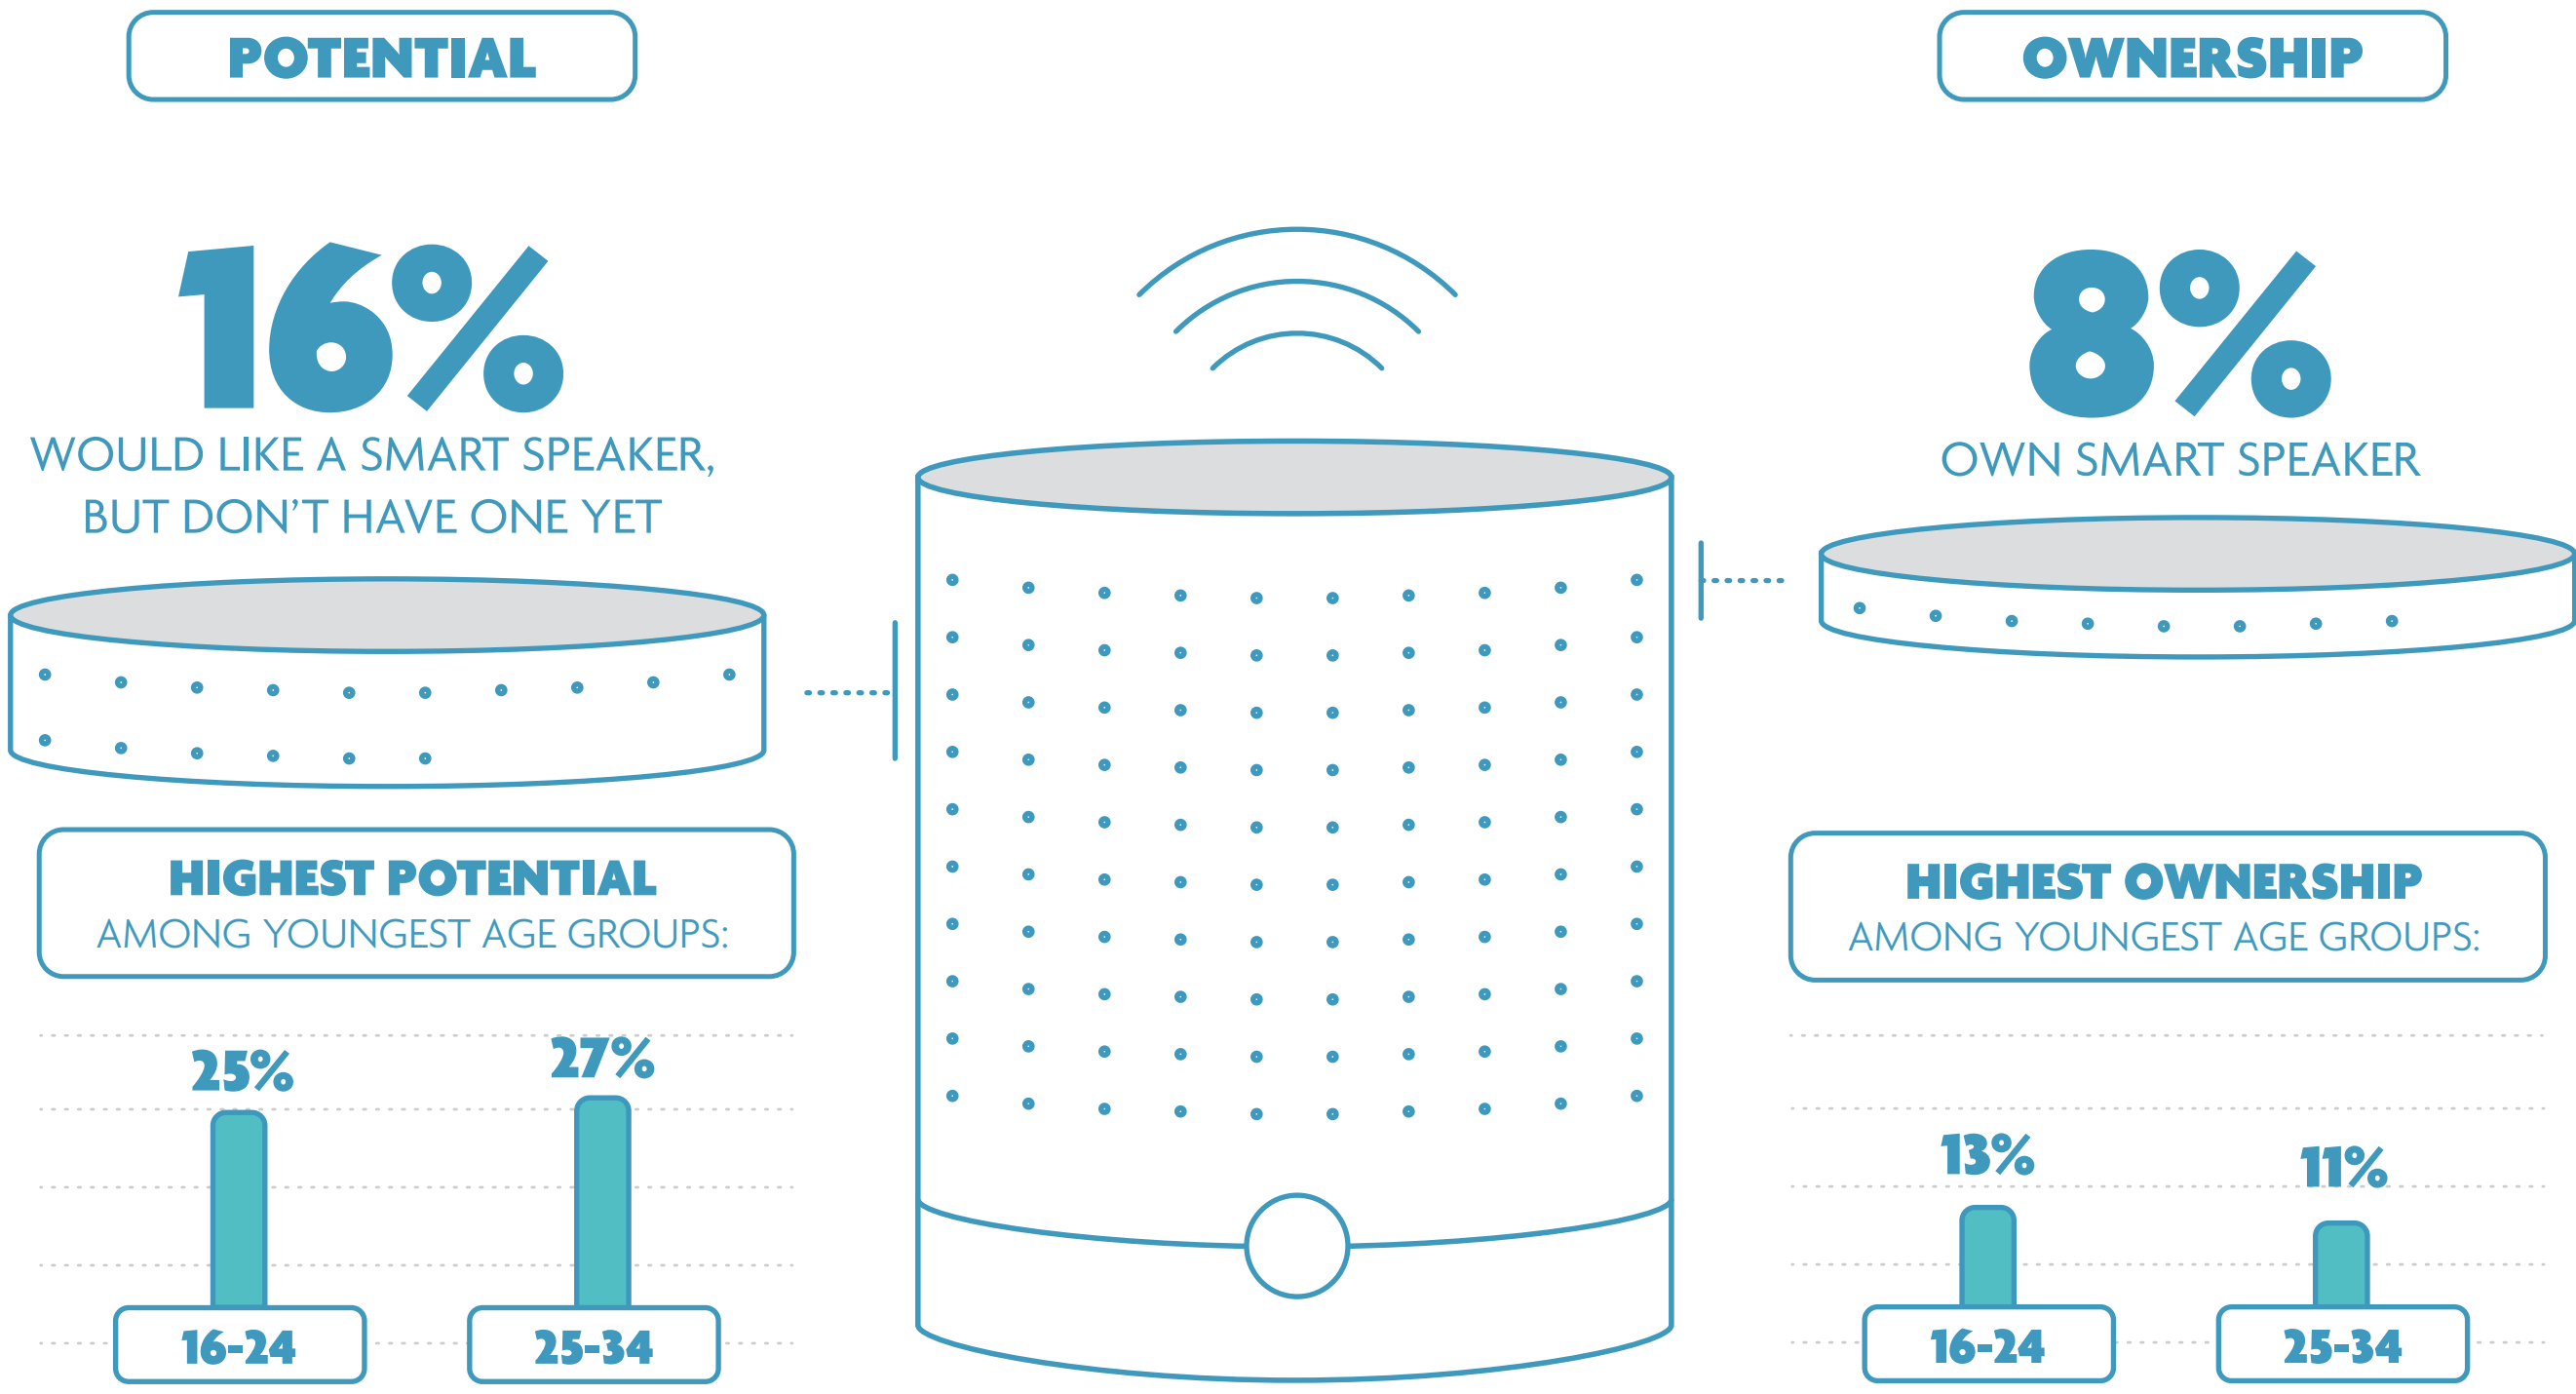 POTENTIAL
16%
WOULD LIKE A SMART SPEAKER,
BUT DON'T HAVE ONE YET
HIGHEST POTENTIAL
AMONG YOUNGEST AGE GROUPS:
25%
27%
16-24
25-34
OWNERSHIP
8%
OWN SMART SPEAKER
HIGHEST OWNERSHIP
AMONG YOUNGEST AGE GROUPS:
13%
11%
16-24
25-34